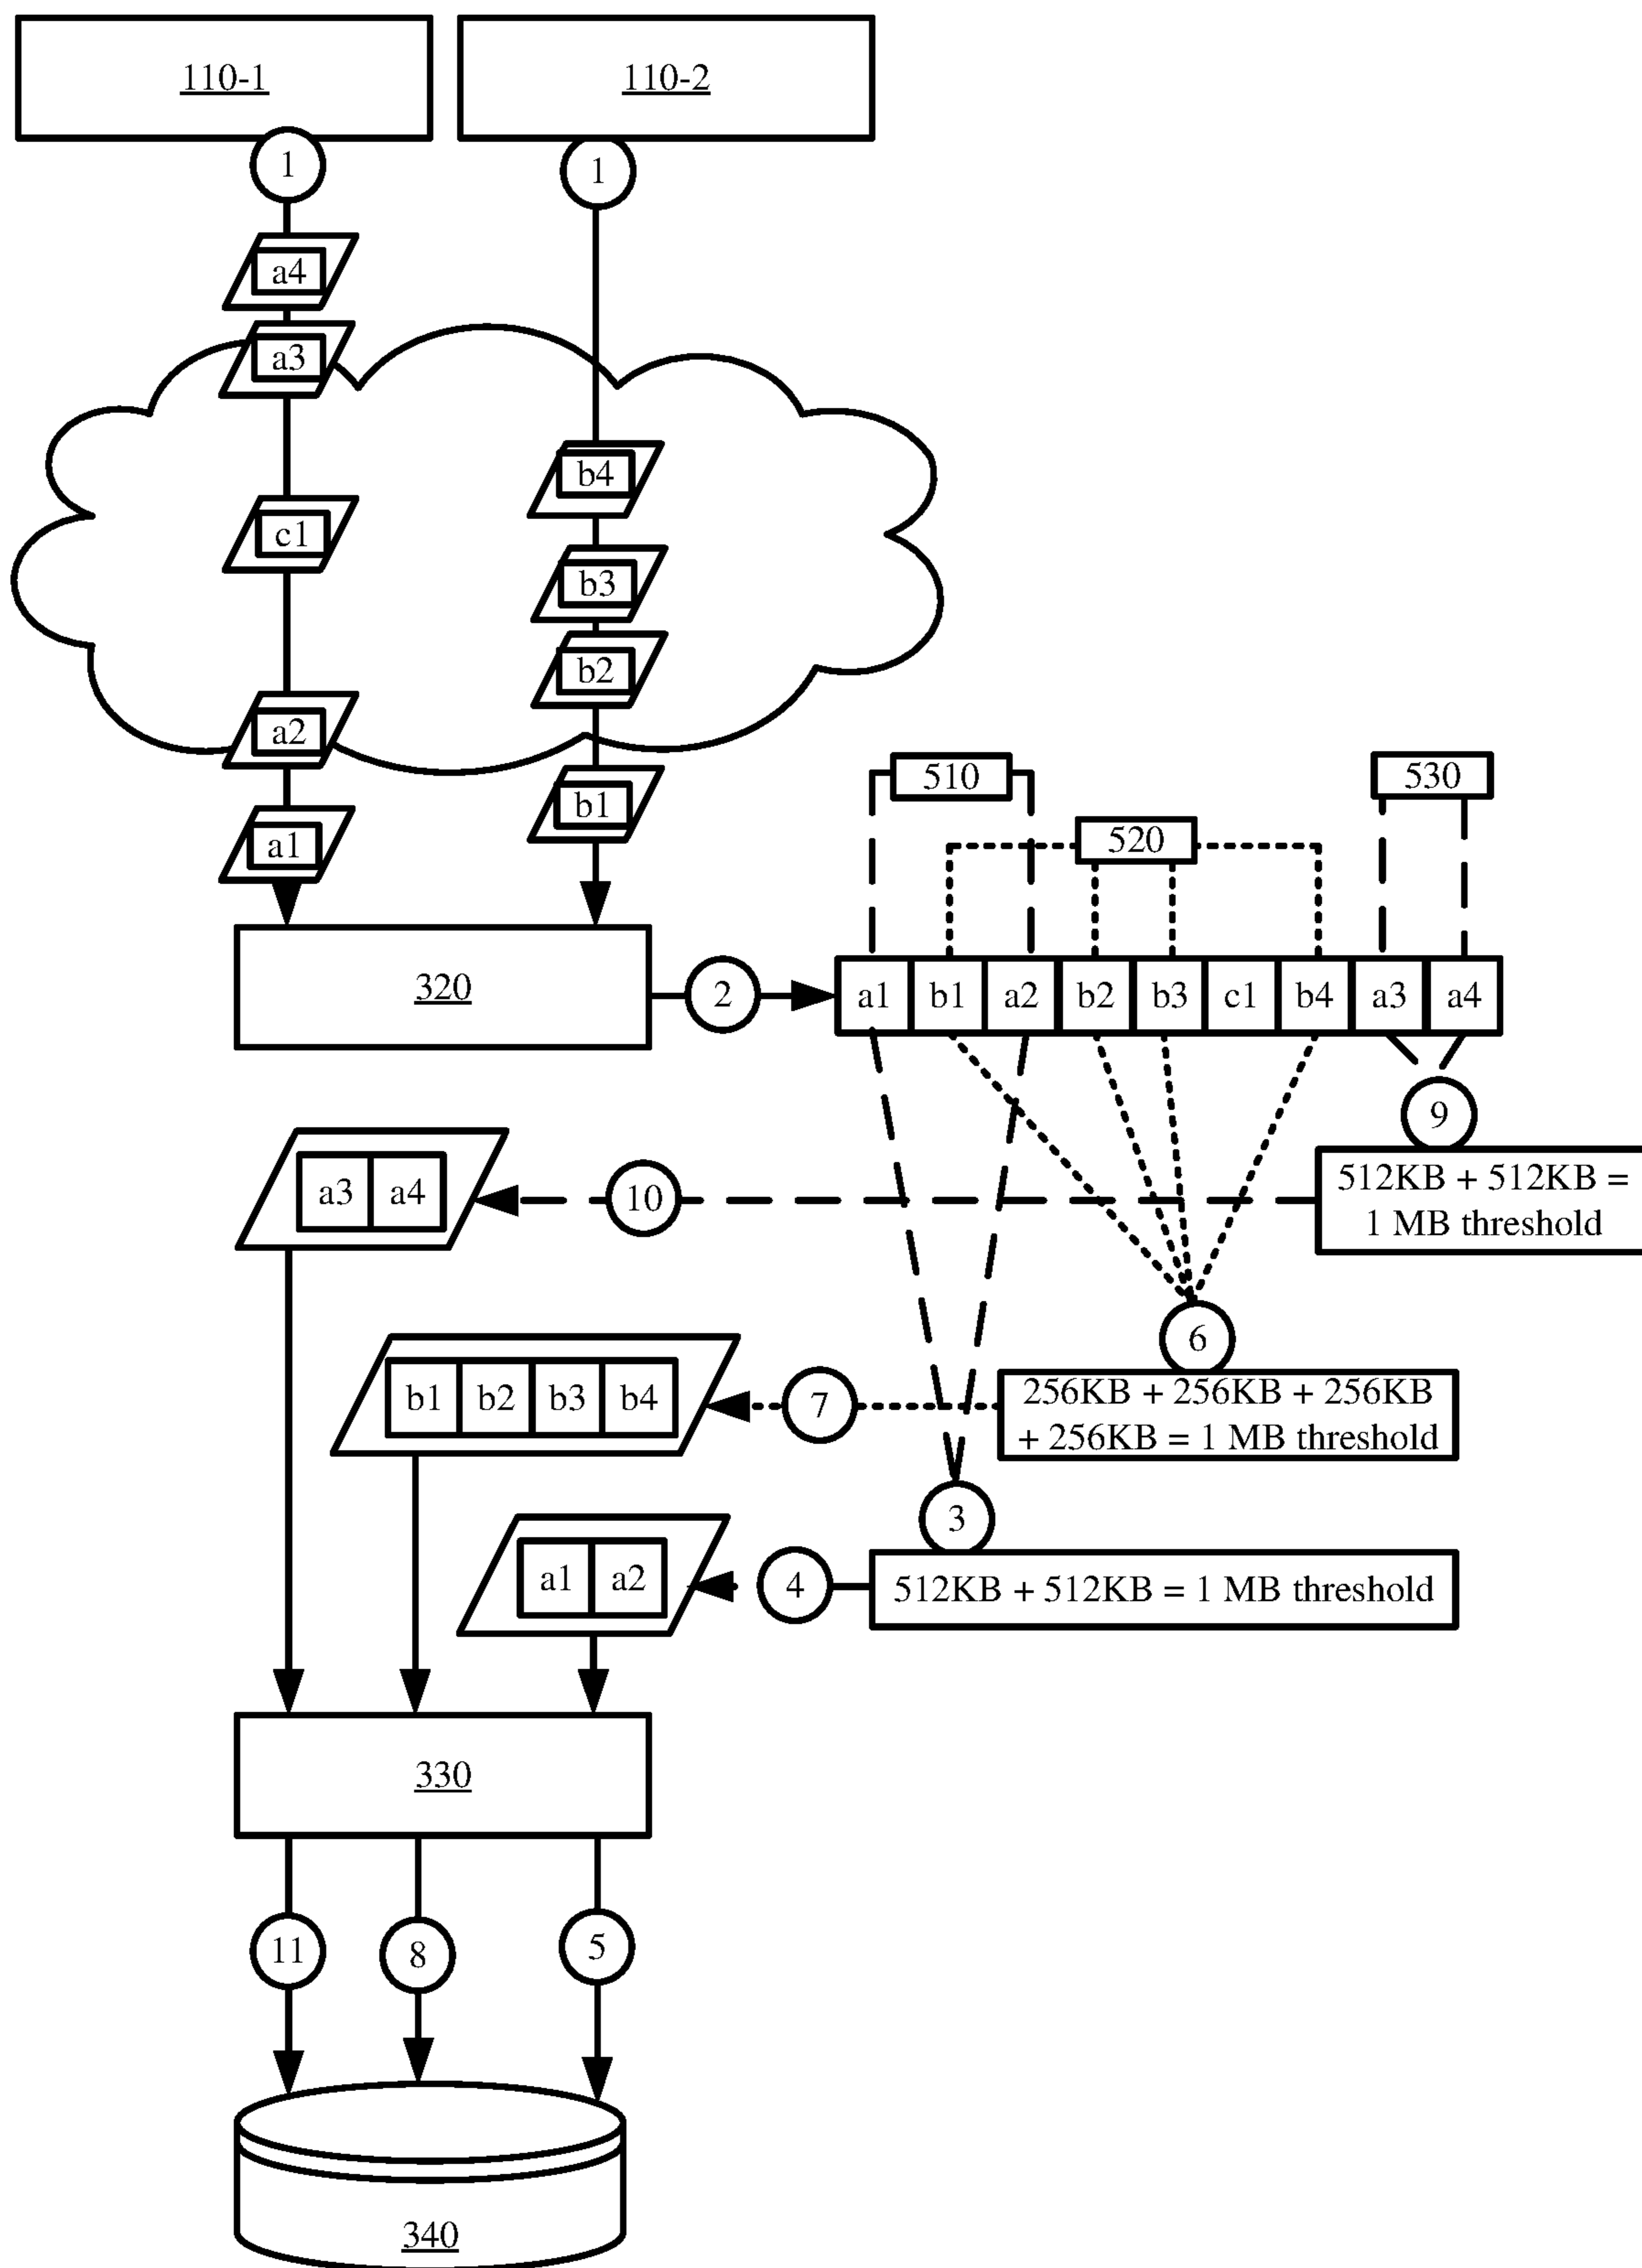 110-1
110-2
1
1
a4
a3
b4
c1
b3
b2
a2
b1
a1
510
530
520
320
2
a1 b1 a2 b2 b3 c1 b4 a3 a4
9
512KB + 512KB =
1 MB threshold
a3 a4
10
6
256KB + 256KB + 256KB
+ 256KB = 1 MB threshold
b1 b2 b3 b4
7
3
512KB + 512KB = 1 MB threshold
a1 a2
4
330
11
8
5
340